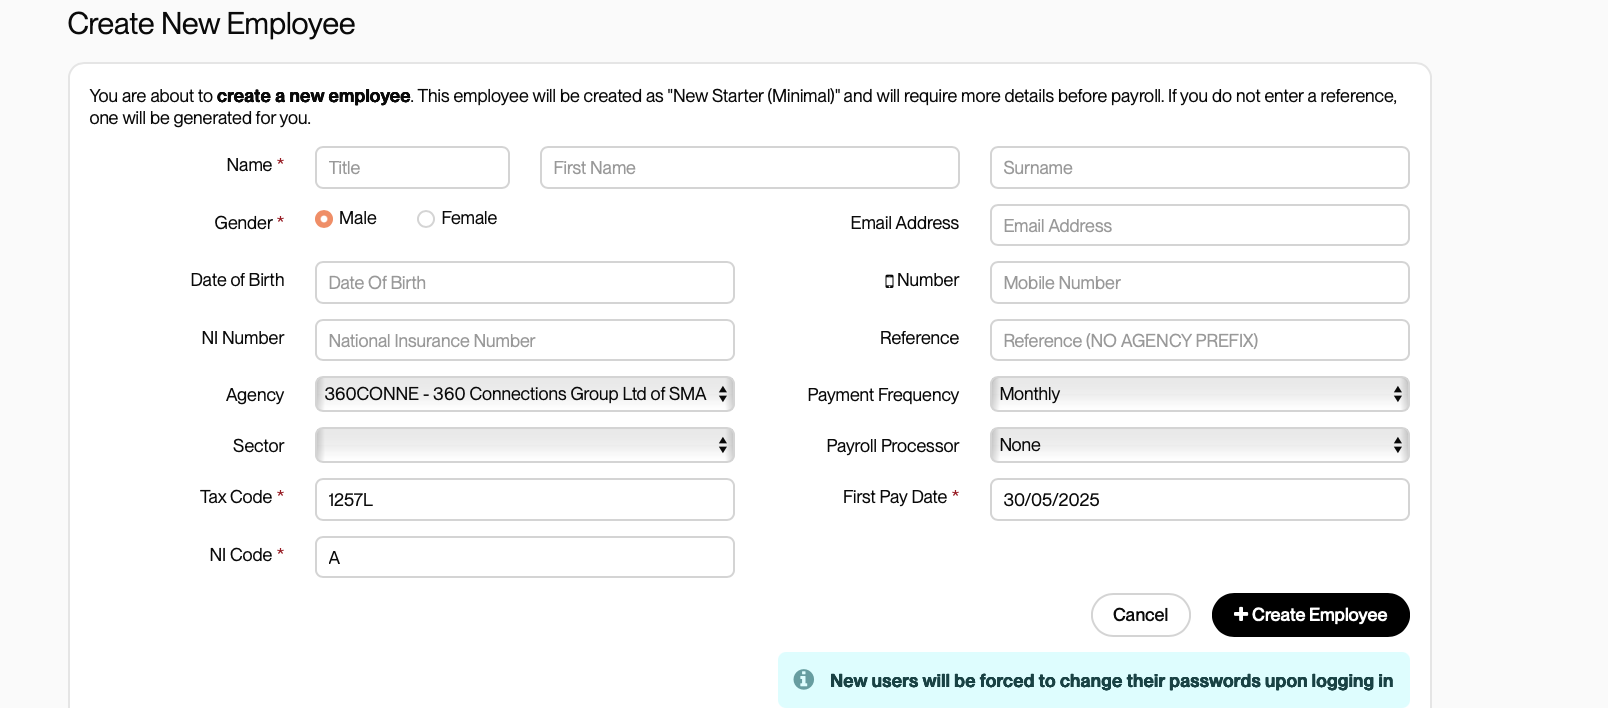 Create New Employee
You are about to create a new employee. This employee will be created as "New Starter (Minimal)" and will require more details before payroll. If you do not enter a reference,
one will be generated for you.
Name * Title First Name Surname
Gender * Male Female Email Address Email Address
Date of Birth Date Of Birth Number Mobile Number
NI Number National Insurance Number Reference Reference (NO AGENCY PREFIX)
Agency 360CONNE - 360 Connections Group Ltd of SMA Payment Frequency Monthly
Sector Payroll Processor None
Tax Code * 1257L First Pay Date * 30/05/2025
NI Code * A
Cancel + Create Employee
New users will be forced to change their passwords upon logging in